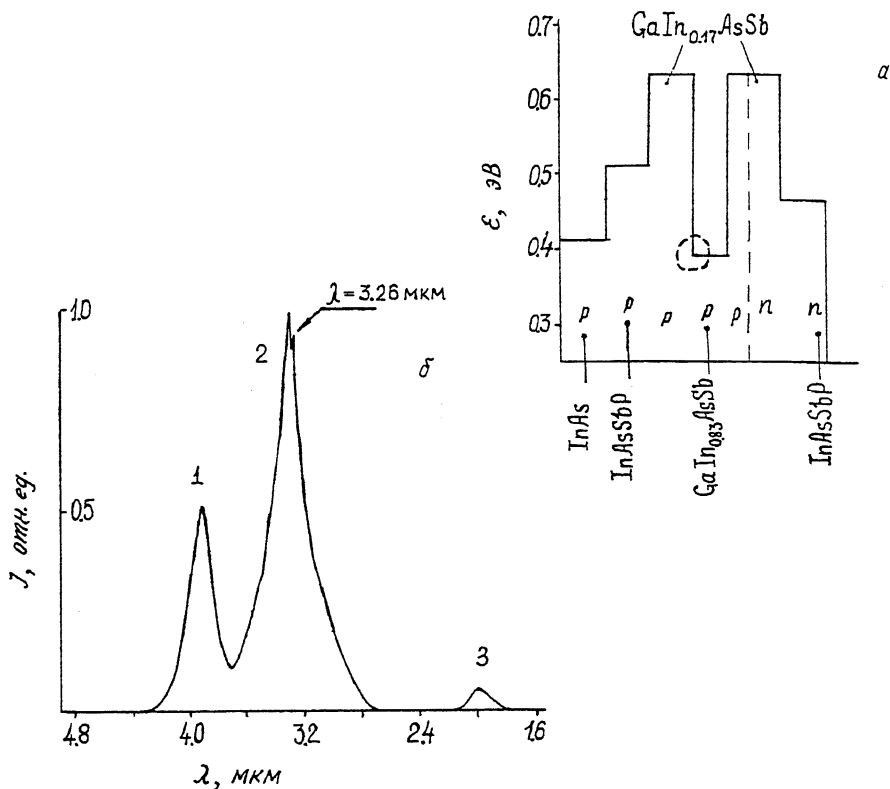 GaIn0.17AsSb
a
0.7
0.6
0.5
0.4
0.3
ε, эВ
p
p
p
p
p
n
n
InAs
InAsSbP
GaIn0.83AsSb
InAsSbP
λ=3.26 мкм
б
1.0
0.5
J, отн. ед.
1
2
3
4.8
4.0
3.2
2.4
1.6
λ, мкм